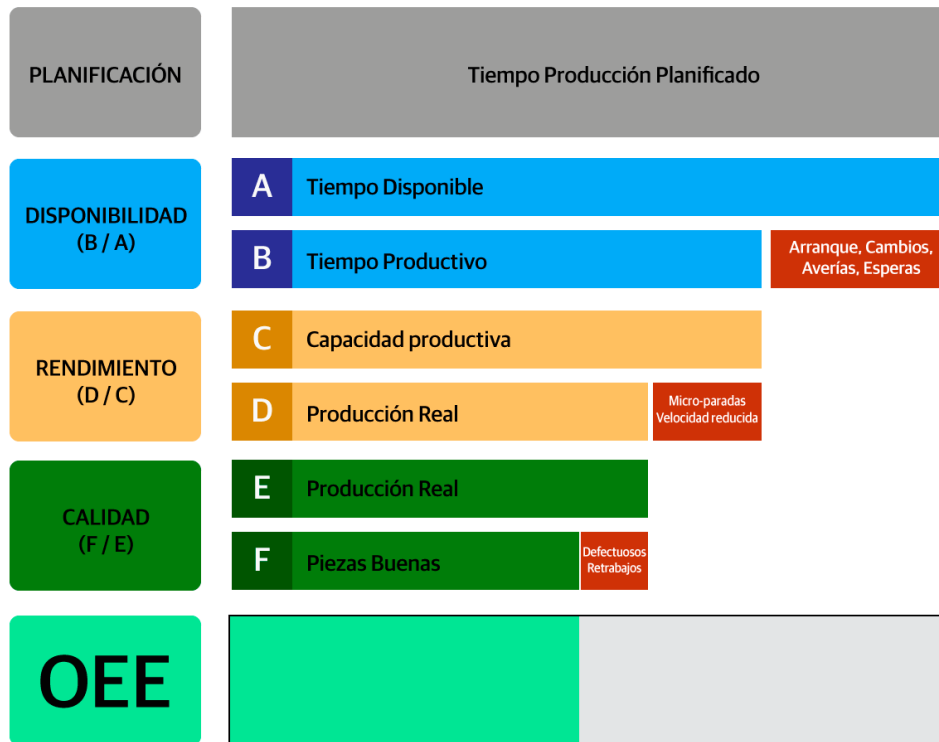 PLANIFICACIÓN
Tiempo Producción Planificado
DISPONIBILIDAD
(B / A)
A
Tiempo Disponible
B
Tiempo Productivo
Arranque, Cambios,
Averías, Esperas
RENDIMIENTO
(D / C)
C
Capacidad productiva
D
Producción Real
Micro-paradas
Velocidad reducida
CALIDAD
(F / E)
E
Producción Real
F
Piezas Buenas
Defectuosos
Retrabajos
OEE